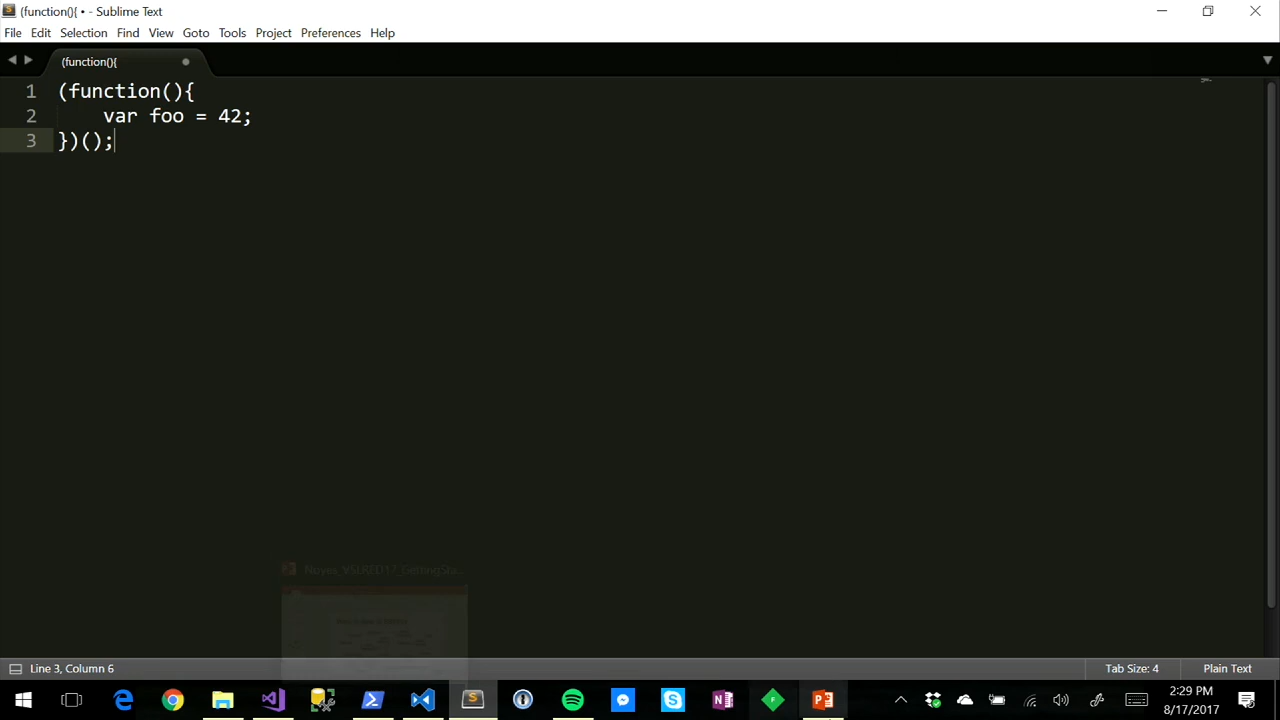 (function(){ • - Sublime Text
File Edit Selection Find View Goto Tools Project Preferences Help
(function(){
1 (function(){
2 var foo = 42;
3 })();
Noyes_VSLRED17_GettingSta...
Line 3, Column 6 Tab Size: 4 Plain Text
2:29 PM
8/17/2017